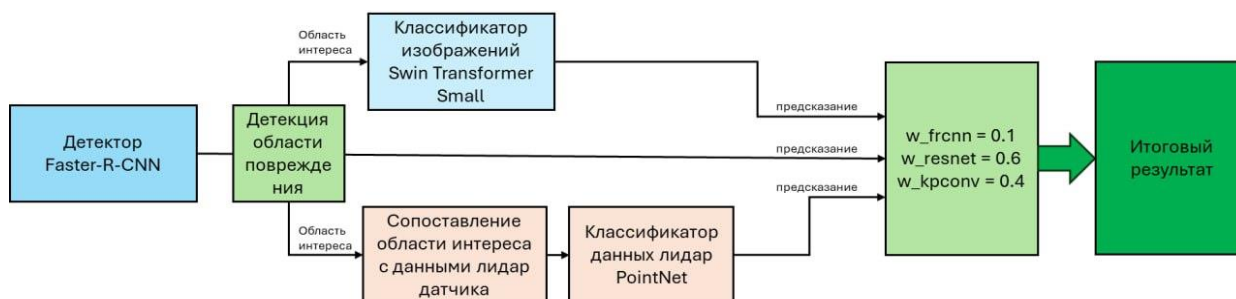 Детектор
Faster-R-CNN
Детекция
области
поврежде
ния
Область
интереса
Классификатор
изображений
Swin Transformer
Small
Область
интереса
Сопоставление
области интереса
с данными лидар
датчика
Классификатор
данных лидар
PointNet
предсказание
предсказание
предсказание
w_frcnn = 0.1
w_resnet = 0.6
w_kpconv = 0.4
Итоговый
результат